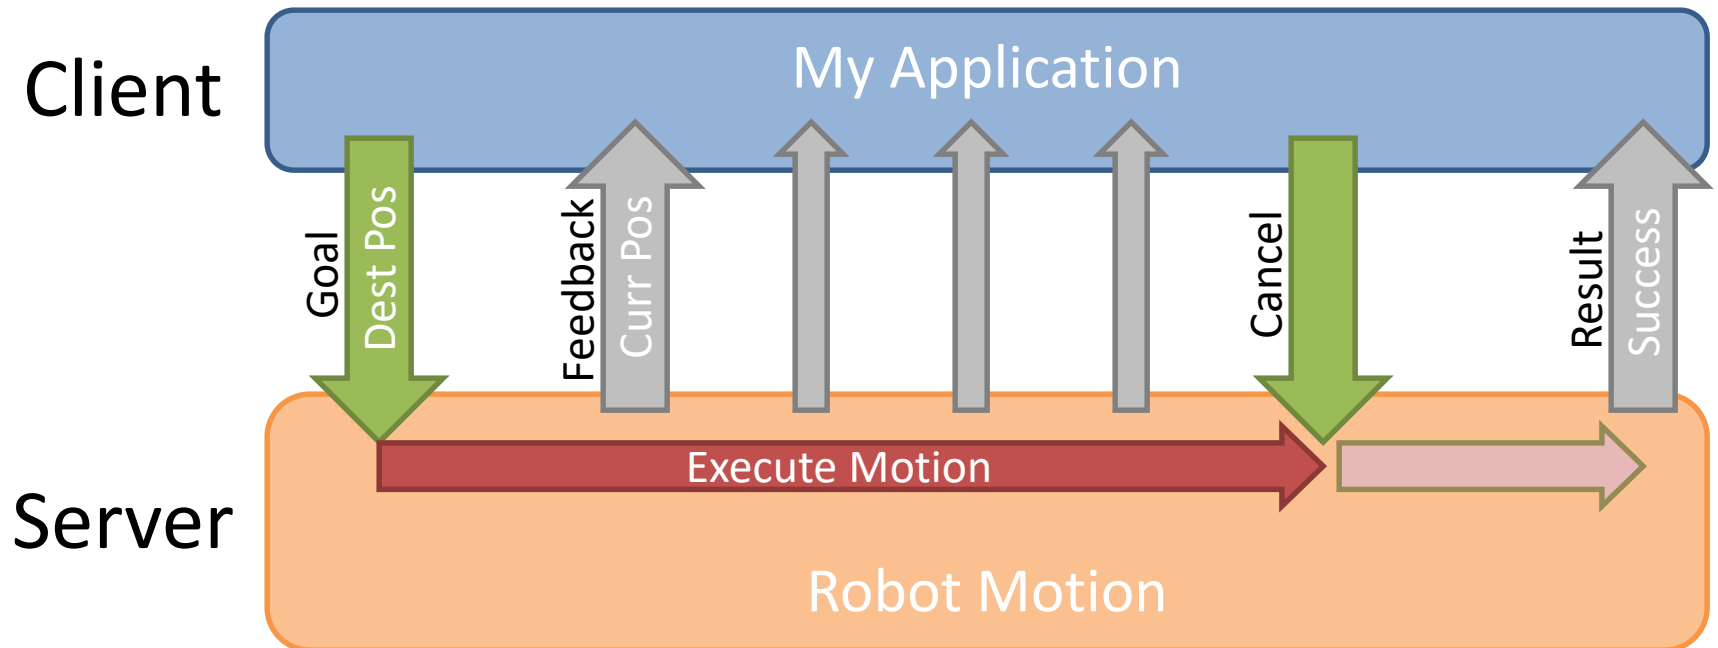 Client
My Application
Goal
Dest Pos
Feedback
Curr Pos
Cancel
Result
Success
Execute Motion
Server
Robot Motion